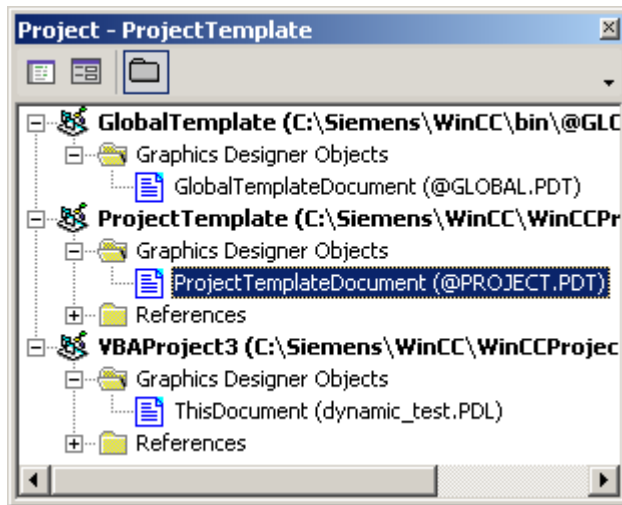 Project - ProjectTemplate
GlobalTemplate (C:\Siemens\WinCC\bin\@GLC
Graphics Designer Objects
GlobalTemplateDocument (@GLOBAL.PDT)
ProjectTemplate (C:\Siemens\WinCC\WinCCPr
Graphics Designer Objects
ProjectTemplateDocument (@PROJECT.PDT)
References
VBAProject3 (C:\Siemens\WinCC\WinCCProjec
Graphics Designer Objects
ThisDocument (dynamic_test.PDL)
References